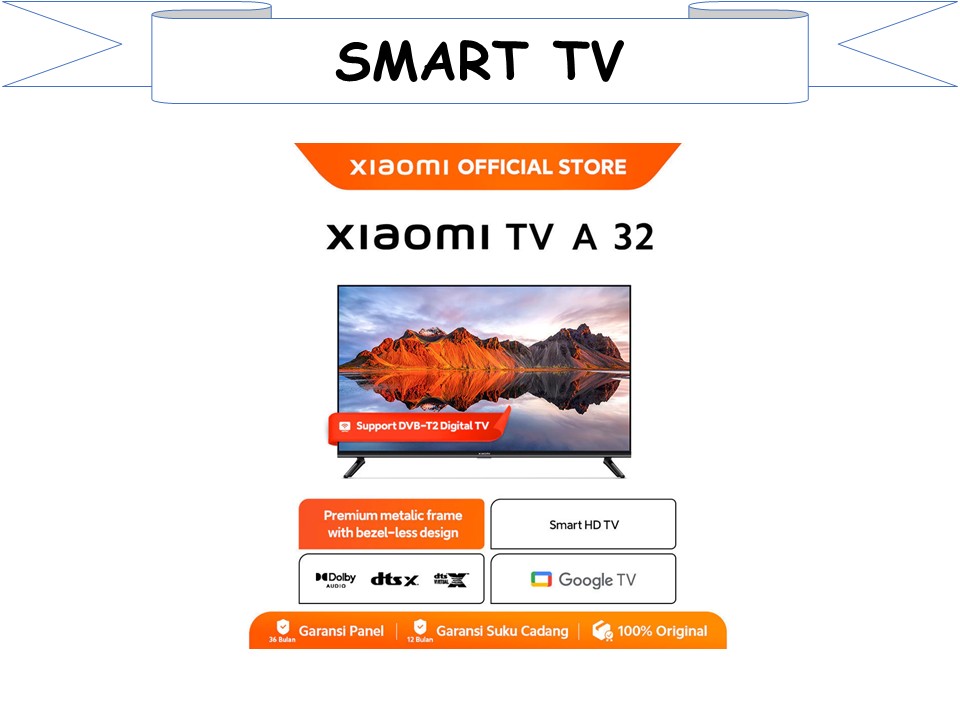 SMART TV
xiaomi OFFICIAL STORE
xiaomi TV A 32
Support DVB-T2 Digital TV
Premium metalic frame
with bezel-less design
Smart HD TV
Dolby
AUDIO
dts X
dts
VIRTUAL:X
Google TV
36 Bulan
Garansi Panel
12 Bulan
Garansi Suku Cadang
100% Original